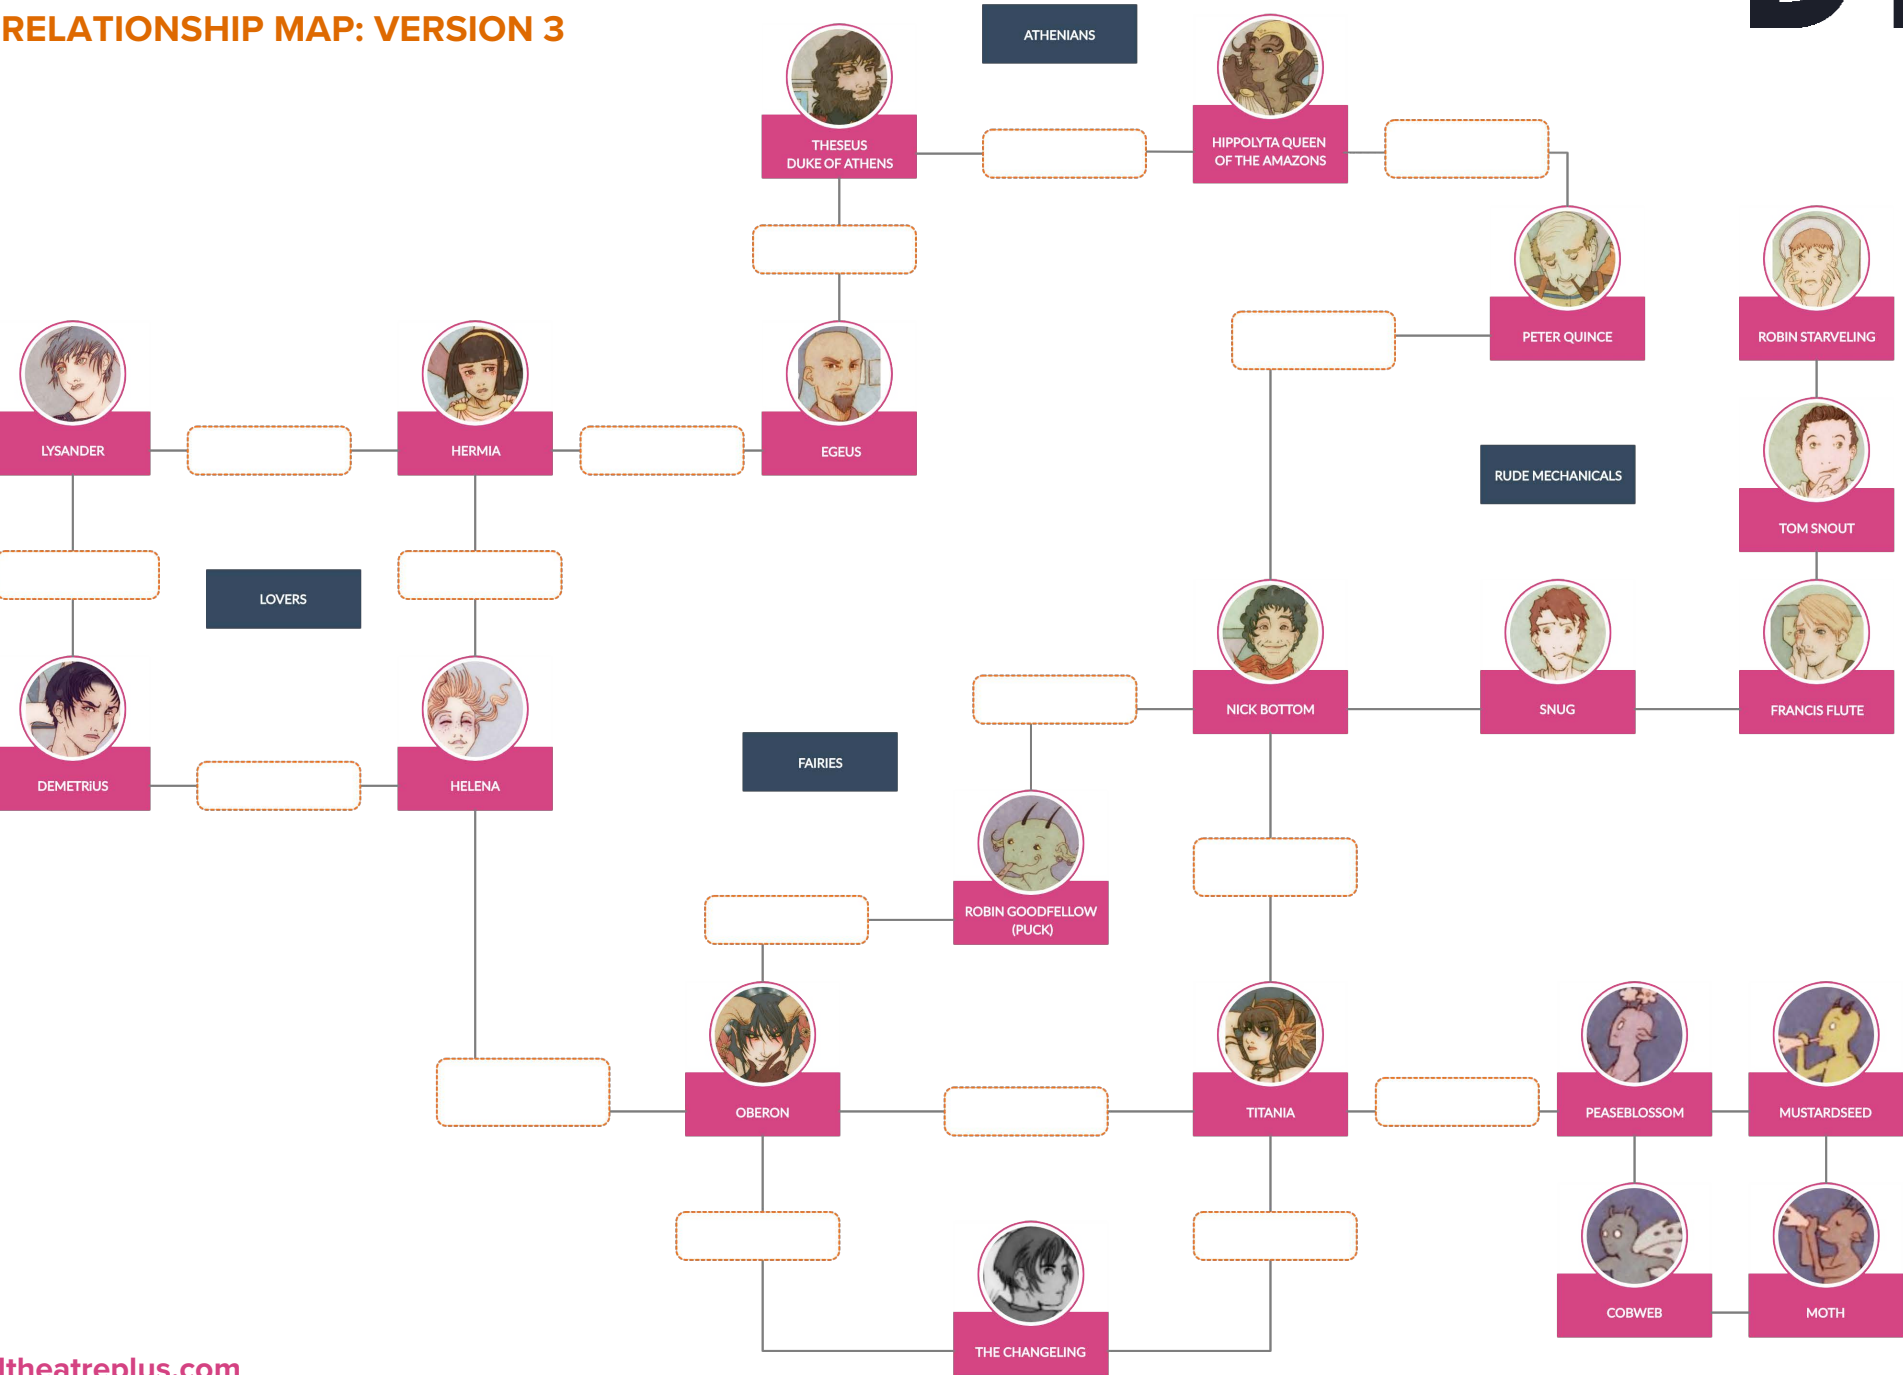 RELATIONSHIP MAP: VERSION 3
ATHENIANS
THESEUS
DUKE OF ATHENS
HIPPOLYTA QUEEN
OF THE AMAZONS
PETER QUINCE
ROBIN STARVELING
LYSANDER
HERMIA
EGEUS
RUDE MECHANICALS
TOM SNOUT
LOVERS
NICK BOTTOM
SNUG
FRANCIS FLUTE
FAIRIES
DEMETRiUS
HELENA
ROBIN GOODFELLOW
(PUCK)
OBERON
TITANIA
PEASEBLOSSOM
MUSTARDSEED
COBWEB
MOTH
THE CHANGELING
ltheatreplus.com